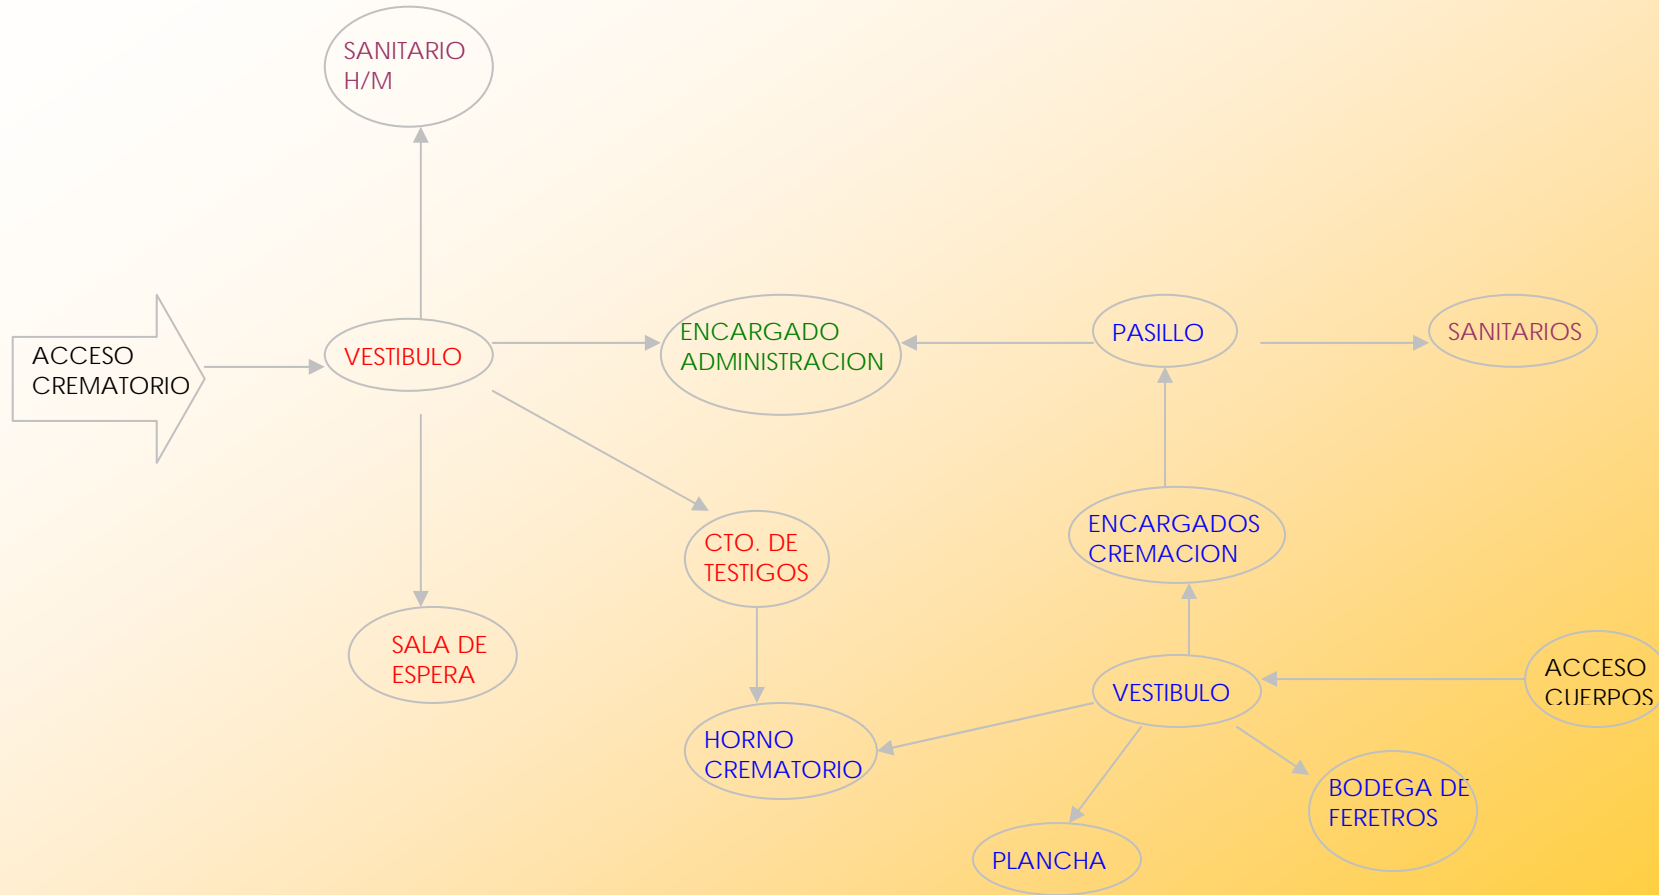 SANITARIO
H/M
ACCESO
CREMATORIO
VESTIBULO
ENCARGADO
ADMINISTRACION
PASILLO
SANITARIOS
CTO. DE
TESTIGOS
ENCARGADOS
CREMACION
SALA DE
ESPERA
HORNO
CREMATORIO
VESTIBULO
ACCESO
CUERPOS
BODEGA DE
FERETROS
PLANCHA